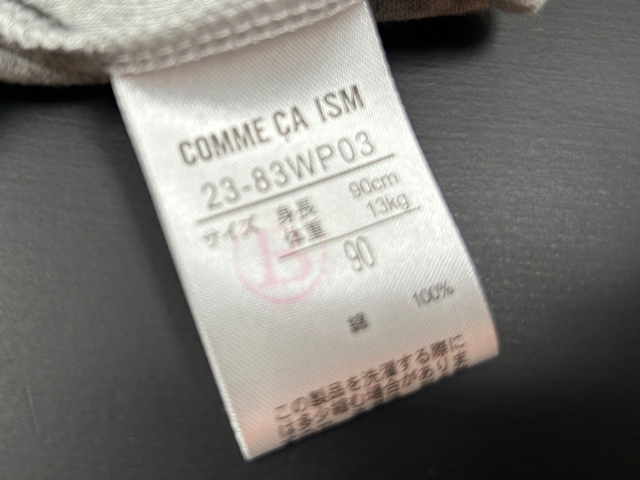 COMME ÇA ISM
23-83WP03
サイズ 身長 90cm
体重 13kg
90
綿 100%
この製品を洗濯する際に
は多少縮む場合がありま